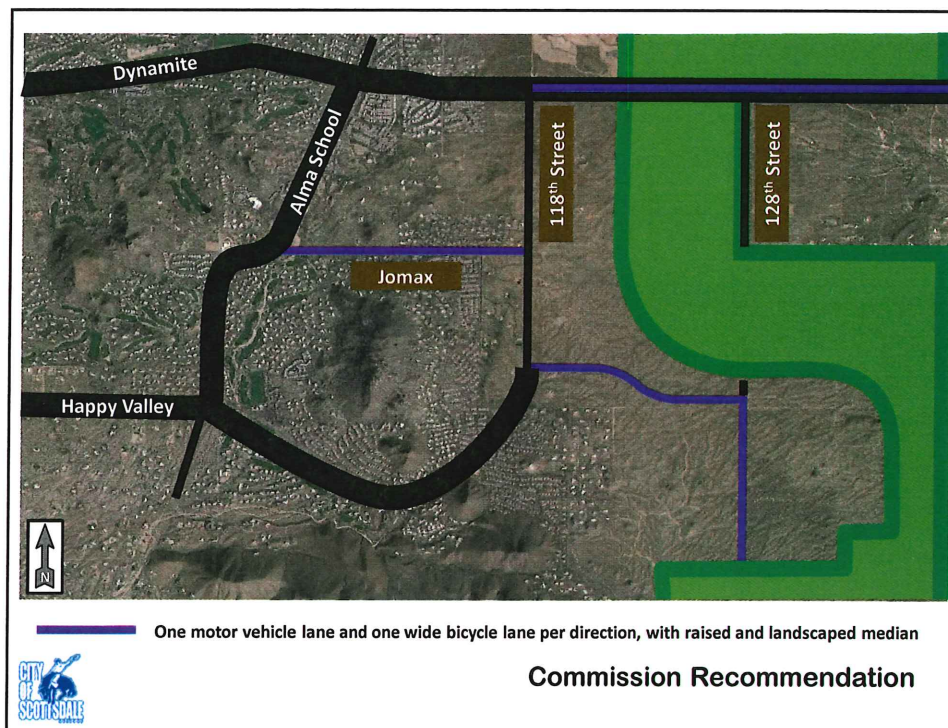 Dynamite
Alma School
118th Street
128th Street
Jomax
Happy Valley
N
One motor vehicle lane and one wide bicycle lane per direction, with raised and landscaped median
CITY
OF
SCOTTSDALE
Commission Recommendation